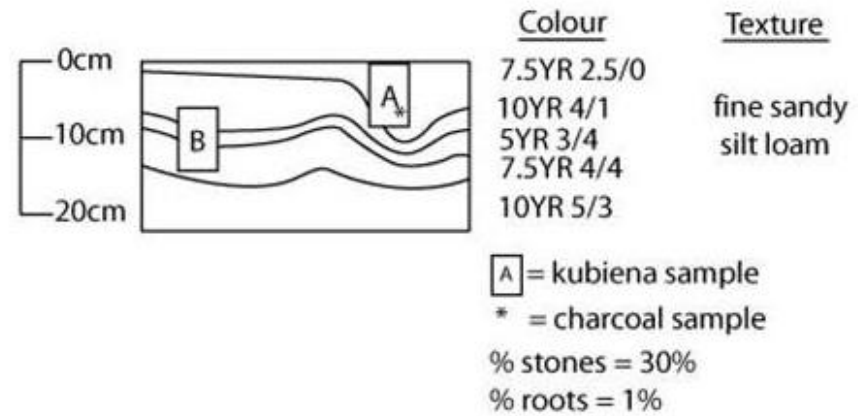 Colour Texture
0cm
7.5YR 2.5/0
A
*
10YR 4/1 fine sandy
10cm
B
5YR 3/4 silt loam
7.5YR 4/4
20cm
10YR 5/3
A = kubiena sample
* = charcoal sample
% stones = 30%
% roots = 1%